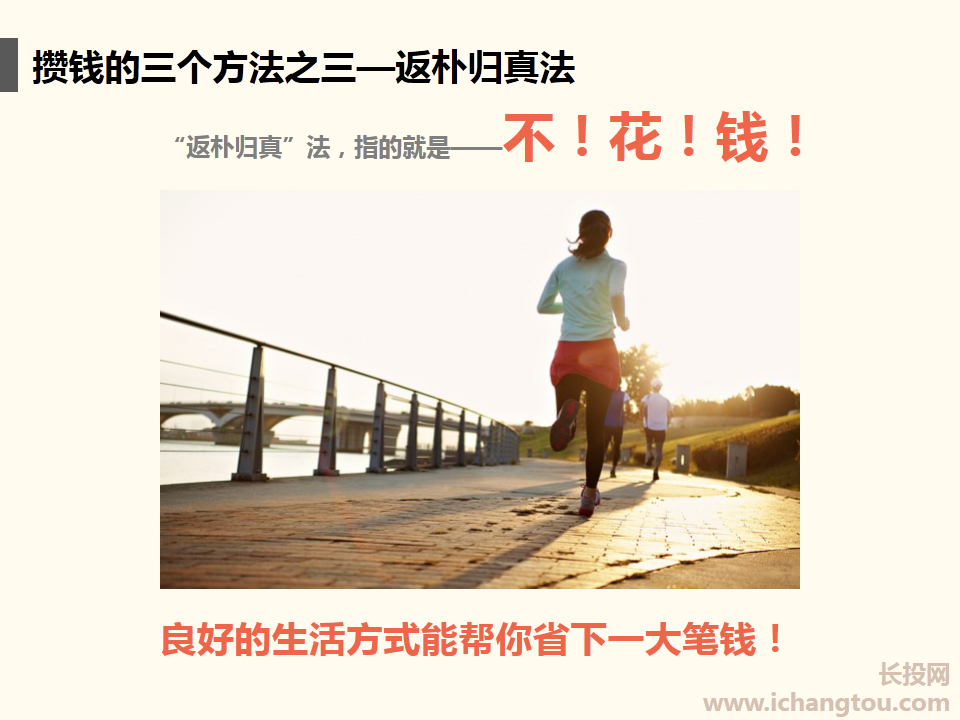 攒钱的三个方法之三—返朴归真法
“返朴归真”法，指的就是——不！花！钱！
良好的生活方式能帮你省下一大笔钱！
长投网
www.ichangtou.com